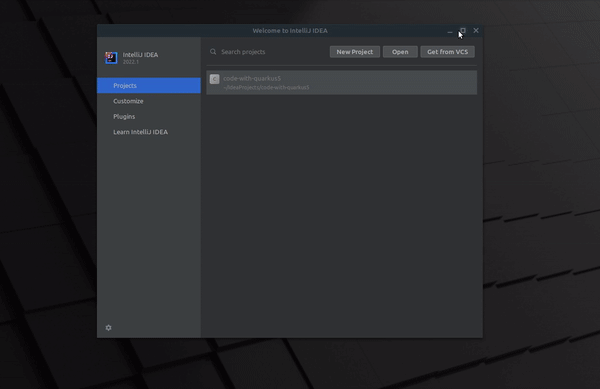 Welcome to IntelliJ IDEA
IntelliJ IDEA
2022.1
Search projects
New Project
Open
Get from VCS
Projects
Customize
Plugins
Learn IntelliJ IDEA
C
code-with-quarkus5
~/IdeaProjects/code-with-quarkus5